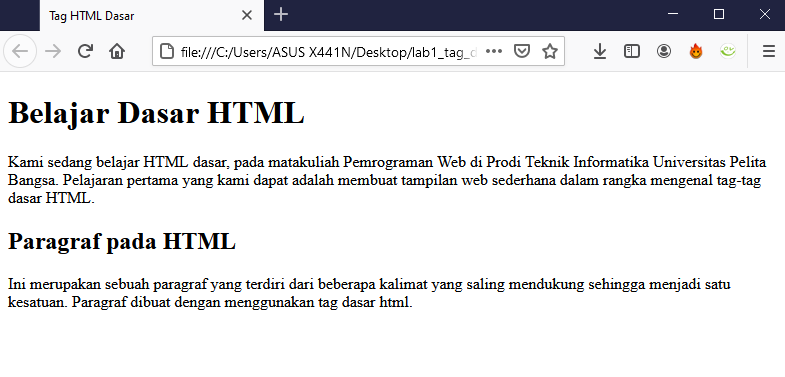 Tag HTML Dasar
file:///C:/Users/ASUS X441N/Desktop/lab1_tag_d
Belajar Dasar HTML
Kami sedang belajar HTML dasar, pada matakuliah Pemrograman Web di Prodi Teknik Informatika Universitas Pelita
Bangsa. Pelajaran pertama yang kami dapat adalah membuat tampilan web sederhana dalam rangka mengenal tag-tag
dasar HTML.
Paragraf pada HTML
Ini merupakan sebuah paragraf yang terdiri dari beberapa kalimat yang saling mendukung sehingga menjadi satu
kesatuan. Paragraf dibuat dengan menggunakan tag dasar html.